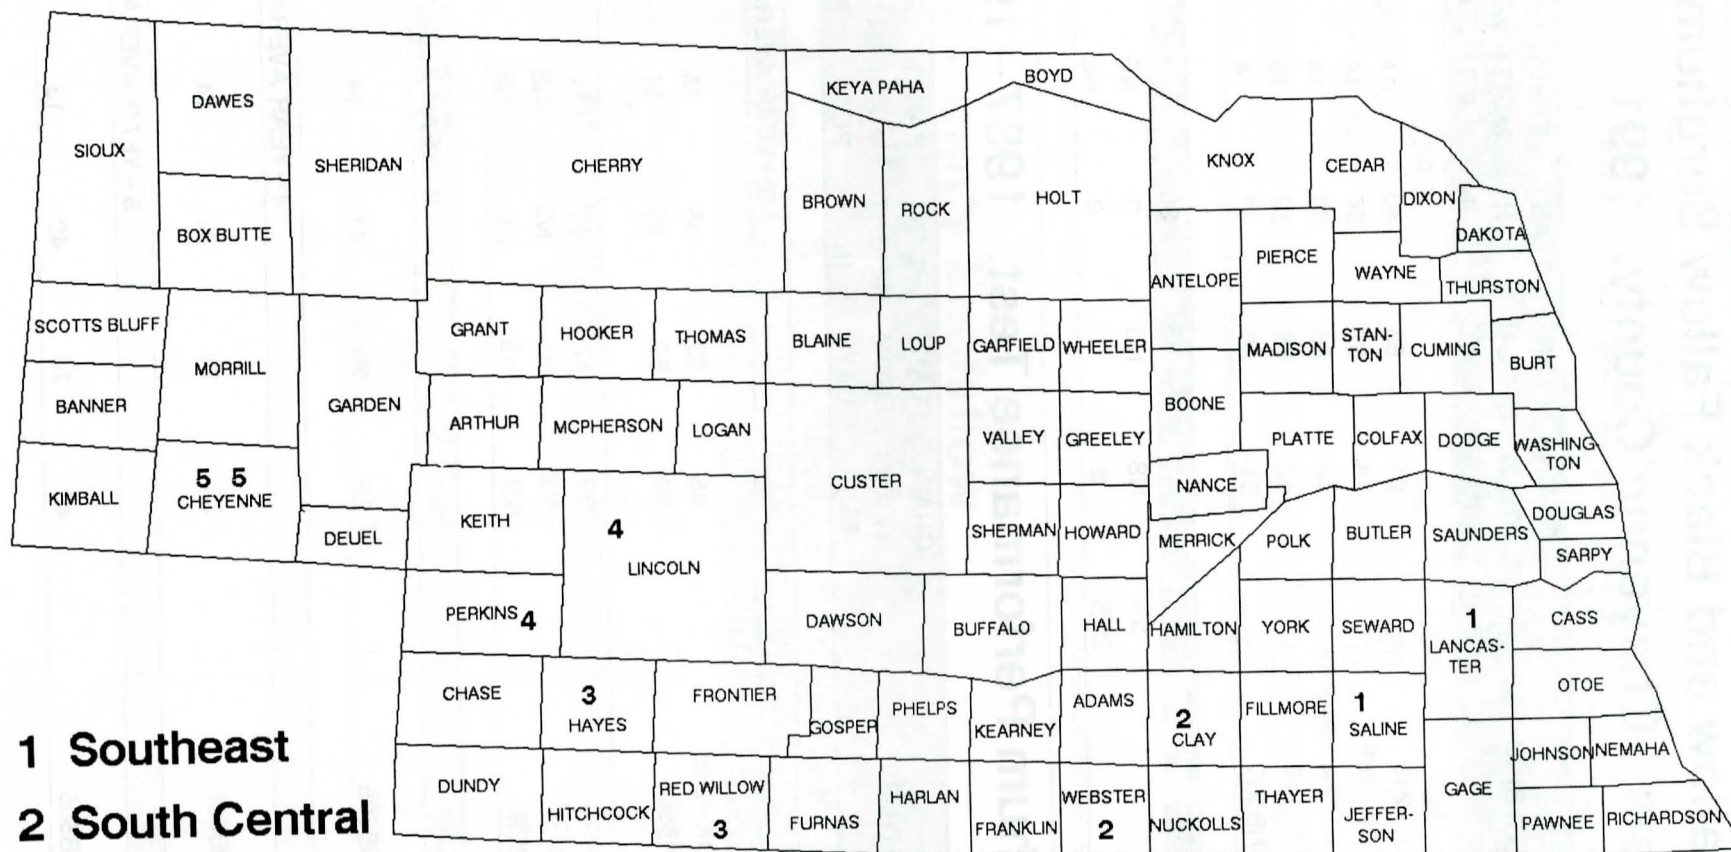 BOYD
KEYA PAHA
DAWES
SIOUX
SHERIDAN
CHERRY
KNOX
CEDAR
BROWN
ROCK
HOLT
DIXON
BOX BUTTE
DAKOTA
PIERCE
WAYNE
ANTELOPE
THURSTON
SCOTTS BLUFF
GRANT
HOOKER
THOMAS
BLAINE
LOUP
GARFIELD
WHEELER
MADISON
STAN-
TON
CUMING
BURT
MORRILL
BANNER
GARDEN
ARTHUR
MCPHERSON
LOGAN
BOONE
VALLEY
GREELEY
PLATTE
COLFAX
DODGE
WASHING-
TON
5 5
CHEYENNE
KIMBALL
CUSTER
NANCE
KEITH
4
LINCOLN
DEUEL
SHERMAN
HOWARD
MERRICK
POLK
BUTLER
SAUNDERS
DOUGLAS
SARPY
PERKINS 4
DAWSON
BUFFALO
HALL
HAMILTON
YORK
SEWARD
1
LANCAS-
TER
CASS
CHASE
3
HAYES
FRONTIER
GOSPER
PHELPS
KEARNEY
ADAMS
2
CLAY
FILLMORE
1
SALINE
OTOE
1 Southeast
JOHNSON
NEMAHA
DUNDY
HITCHCOCK
RED WILLOW
3
FURNAS
HARLAN
FRANKLIN
WEBSTER
2
NUCKOLLS
THAYER
JEFFER-
SON
GAGE
PAWNEE
RICHARDSON
2 South Central